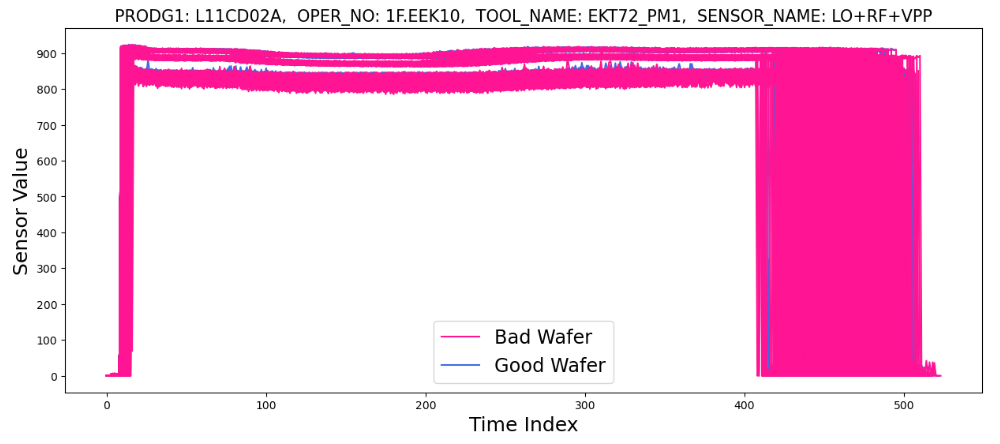 PRODG1: L11CD02A,  OPER_NO: 1F.EEK10,  TOOL_NAME: EKT72_PM1,  SENSOR_NAME: LO+RF+VPP
Sensor Value
900
800
700
600
500
400
300
200
100
0
Bad Wafer
Good Wafer
0 100 200 300 400 500
Time Index